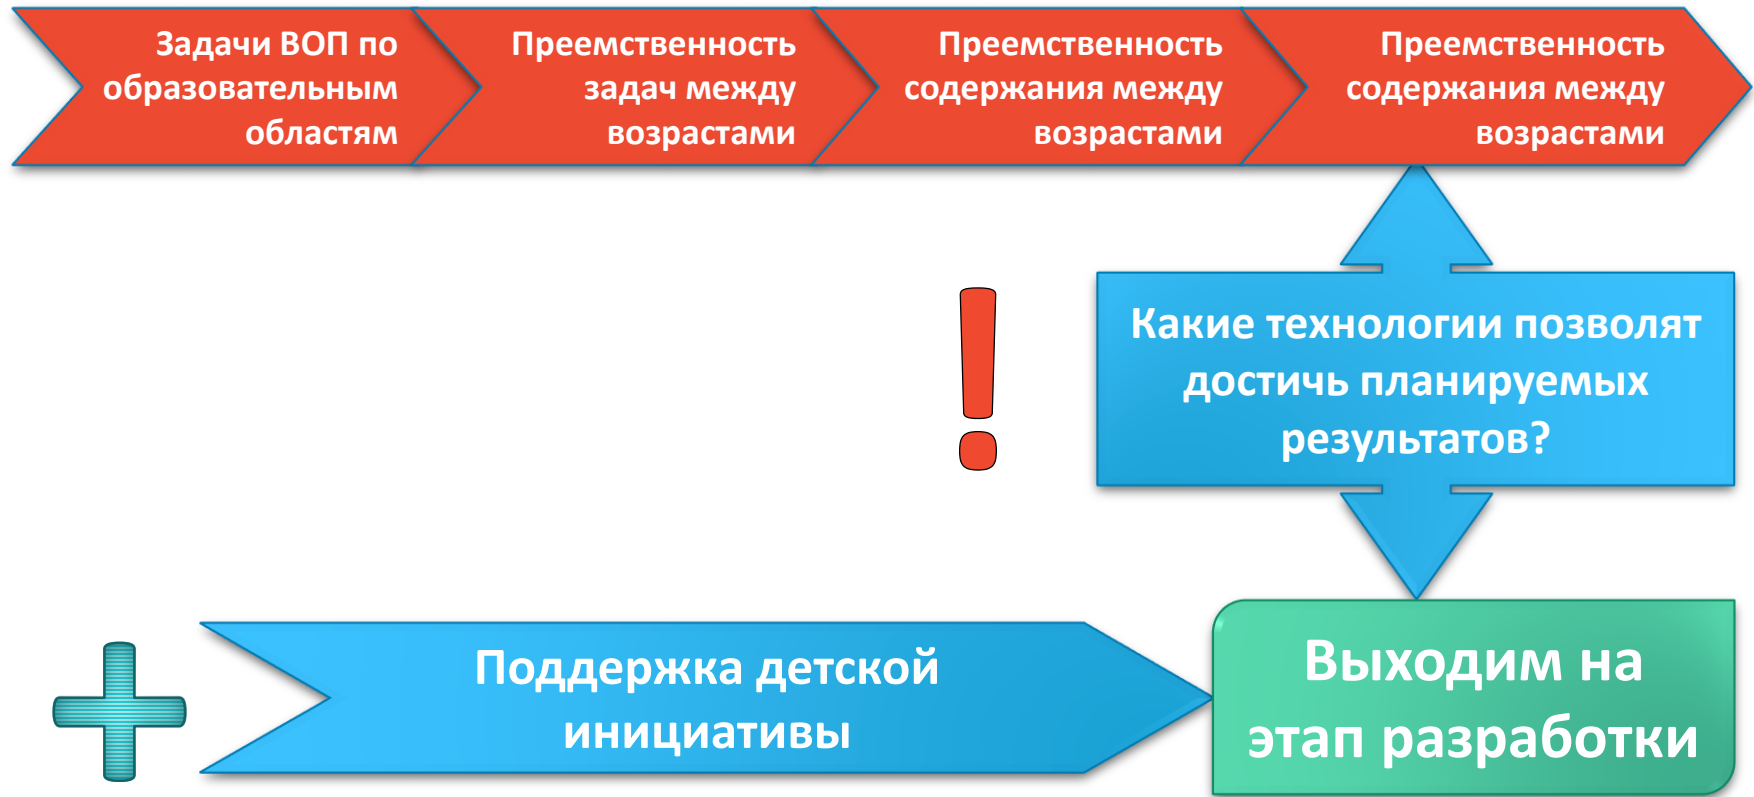 Задачи ВОП по
образовательным
областям
Преемственность
задач между
возрастами
Преемственность
содержания между
возрастами
Преемственность
содержания между
возрастами
!
Какие технологии позволят
достичь планируемых
результатов?
Поддержка детской
инициативы
Выходим на
этап разработки